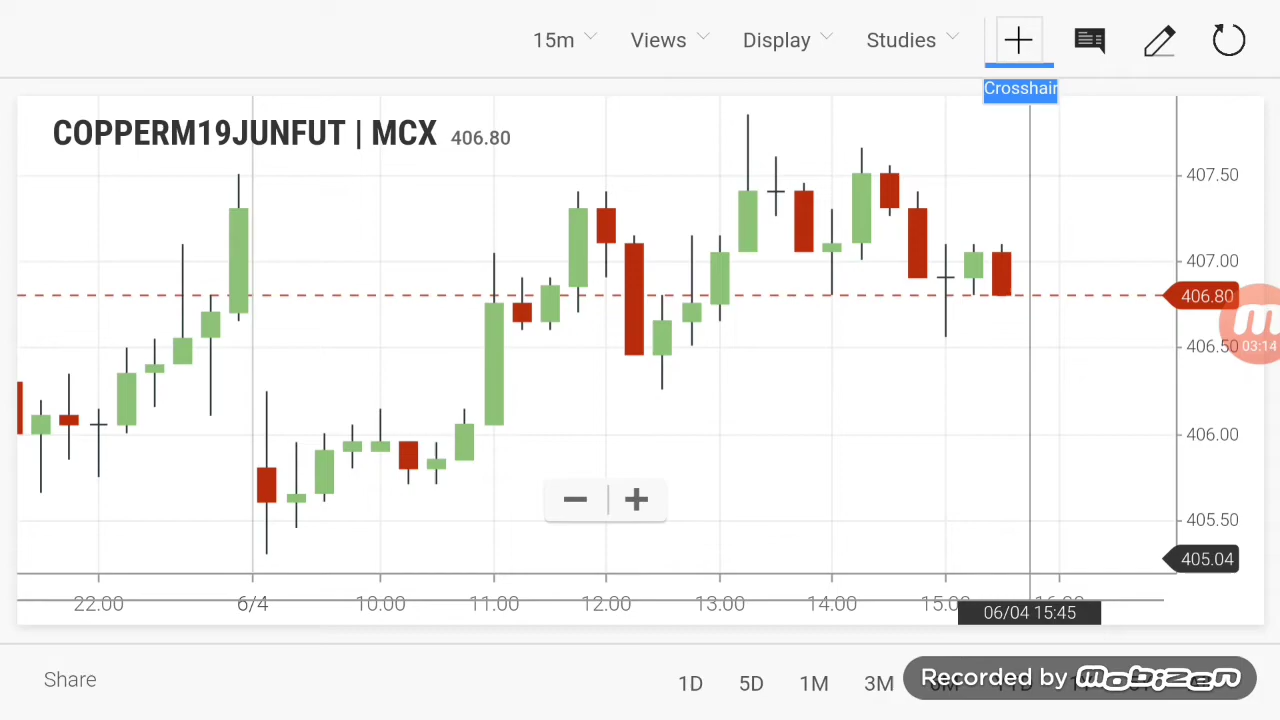 15m Views Display Studies
Crosshair
COPPERM19JUNFUT | MCX 406.80
407.50
407.00
406.80
03:14
406.50
406.00
405.50
405.04
22.00 6/4 10.00 11.00 12.00 13.00 14.00 15.00 16.00
06/04 15:45
Share 1D 5D 1M 3M
Recorded by mobizen